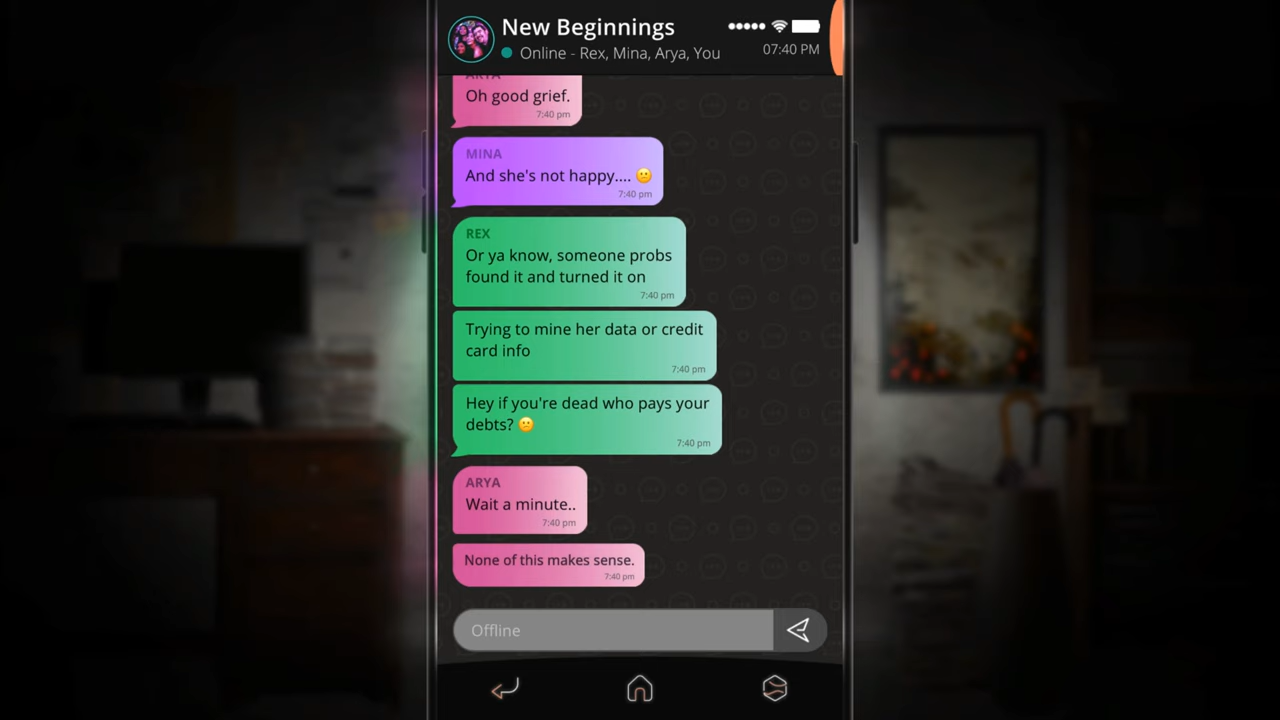 New Beginnings
Online - Rex, Mina, Arya, You
07:40 PM
ARYA
Oh good grief.
7:40 pm
MINA
And she's not happy.... 😕
7:40 pm
REX
Or ya know, someone probs
found it and turned it on
7:40 pm
Trying to mine her data or credit
card info
7:40 pm
Hey if you're dead who pays your
debts? 😕
7:40 pm
ARYA
Wait a minute..
7:40 pm
None of this makes sense.
7:40 pm
Offline